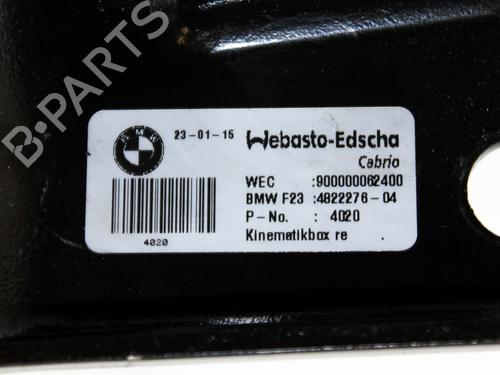 B-PARTS
BMW
23-01-15
Webasto-Edscha
Cabrio
WEC :900000062400
BMW F23 :4822276-04
P-No. : 4020
Kinematikbox re .
4020